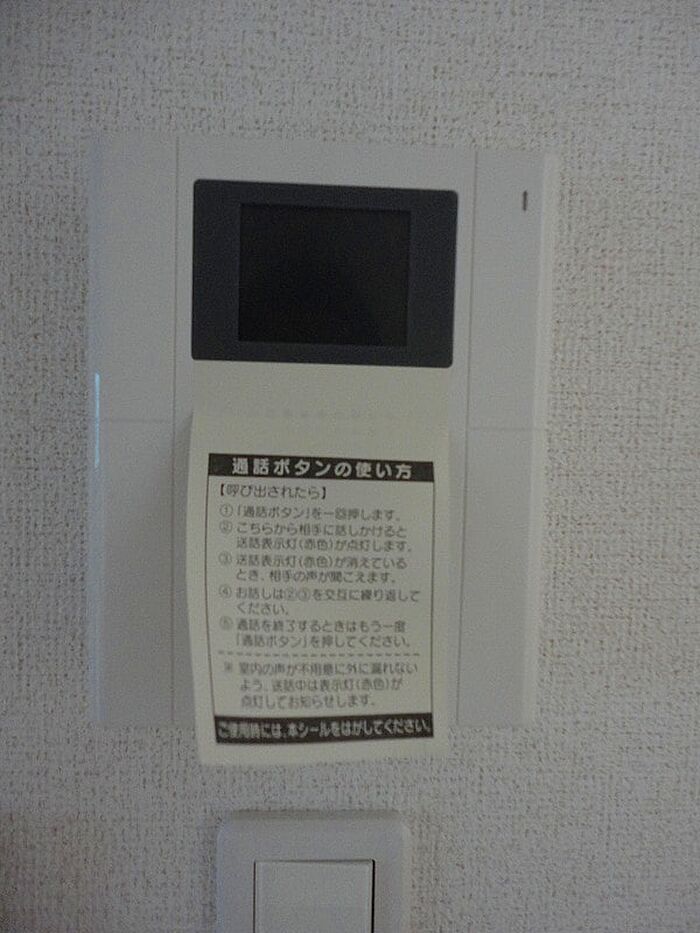 通話ボタンの使い方
【呼び出されたら】
①「通話ボタン」を一回押します。
②こちらから相手に話しかけると
送話表示灯(赤色)が点灯します。
③送話表示灯(赤色)が消えている
とき、相手の声が聞こえます。
④お話しは②③を交互に繰り返して
ください。
⑤通話を終了するときはもう一度
「通話ボタン」を押してください。
※室内の声が不用意に外に漏れない
よう、送話中は表示灯(赤色)が
点灯してお知らせします。
ご使用時には、本シールをはがしてください。